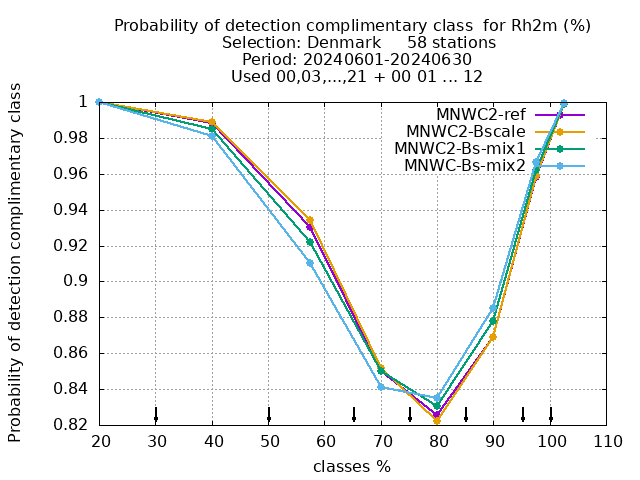 Probability of detection complimentary class  for Rh2m (%)
Selection: Denmark     58 stations
Period: 20240601-20240630
Used 00,03,...,21 + 00 01 ... 12
Probability of detection complimentary class
1
0.98
0.96
0.94
0.92
0.9
0.88
0.86
0.84
0.82
MNWC2-ref
MNWC2-Bscale
MNWC2-Bs-mix1
MNWC-Bs-mix2
20 30 40 50 60 70 80 90 100 110
classes %